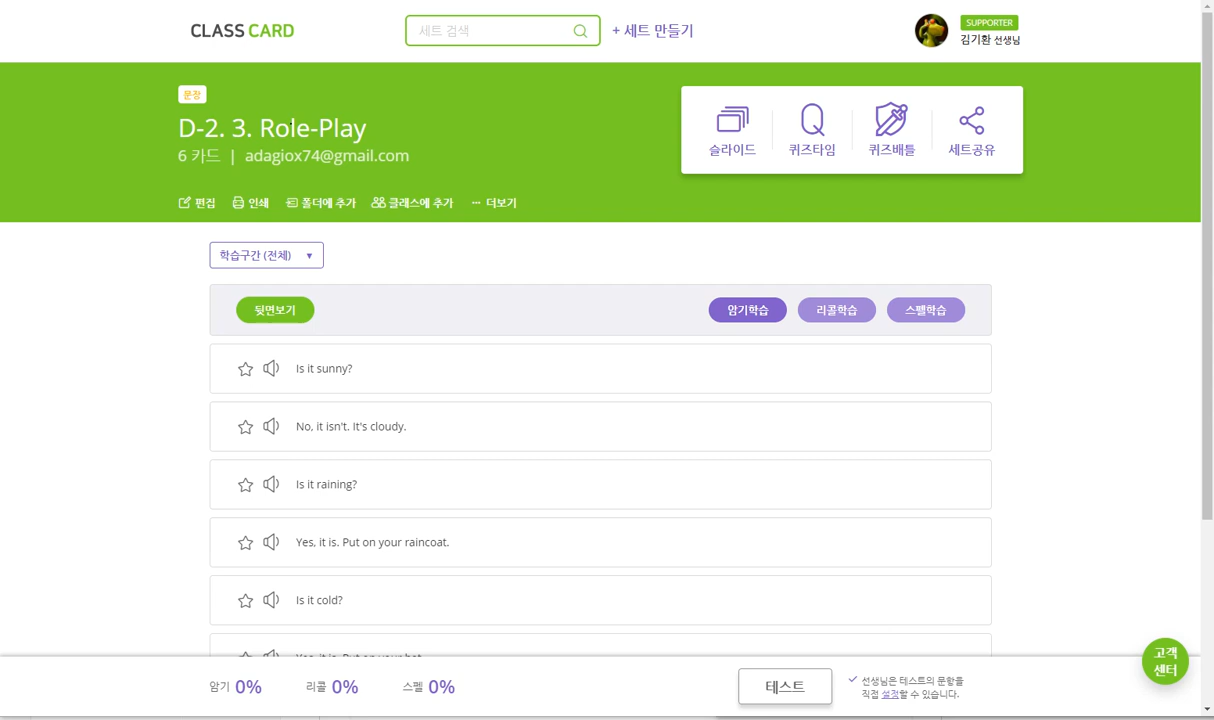 CLASS CARD
세트 검색
+ 세트 만들기
SUPPORTER
김기환 선생님
문장
D-2. 3. Role-Play
6 카드 | adagiox74@gmail.com
슬라이드
퀴즈타임
퀴즈배틀
세트공유
편집
인쇄
폴더에 추가
클래스에 추가
··· 더보기
학습구간 (전체) ▼
뒷면보기
암기학습
리콜학습
스펠학습
Is it sunny?
No, it isn't. It's cloudy.
Is it raining?
Yes, it is. Put on your raincoat.
Is it cold?
Yes, it is. Put on your hat.
암기 0%
리콜 0%
스펠 0%
테스트
선생님은 테스트의 문항을
직접 설정할 수 있습니다.
고객
센터